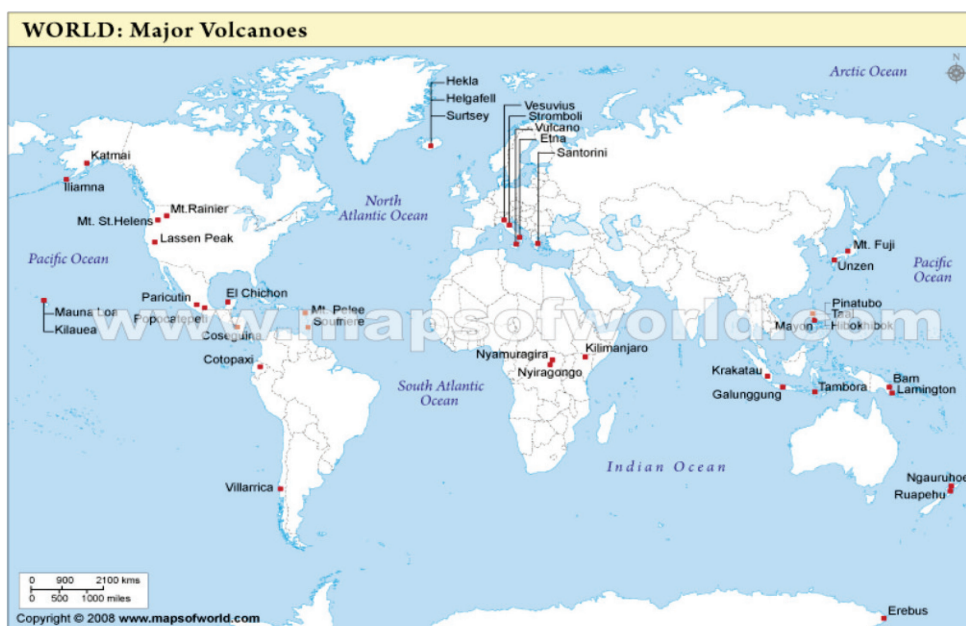 WORLD: Major Volcanoes
N
Arctic Ocean
Hekla
Helgafell
Surtsey
Vesuvius
Stromboli
Vulcano
Etna
Santorini
Katmai
Iliamna
North
Atlantic Ocean
Mt.Rainier
Mt. St.Helens
Lassen Peak
Pacific Ocean
Mt. Fuji
Unzen
Pacific
Ocean
El Chichon
Paricutin
Popocatepetl
Mauna Loa
Kilauea
Mt. Pelee
Soufriere
www.mapsofworld.com
Pinatubo
Taal
Mayon
Hibokhibok
Coseguina
Cotopaxi
Nyamuragira
Kilimanjaro
Nyiragongo
Krakatau
Galunggung
Tambora
Bam
Lamington
South Atlantic
Ocean
Indian Ocean
Villarrica
Ngauruhoe
Ruapehu
Erebus
0 900 2100 kms
0 500 1000 miles
Copyright © 2008 www.mapsofworld.com